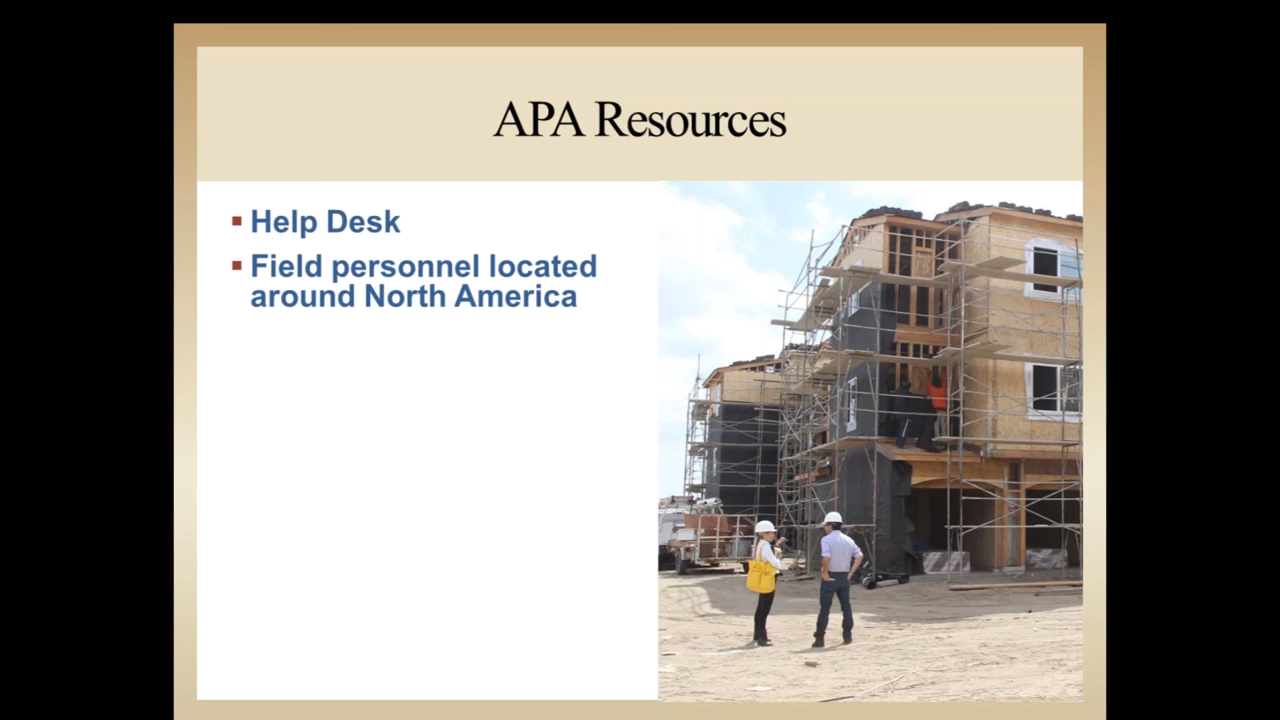 APA Resources
Help Desk
Field personnel located
around North America